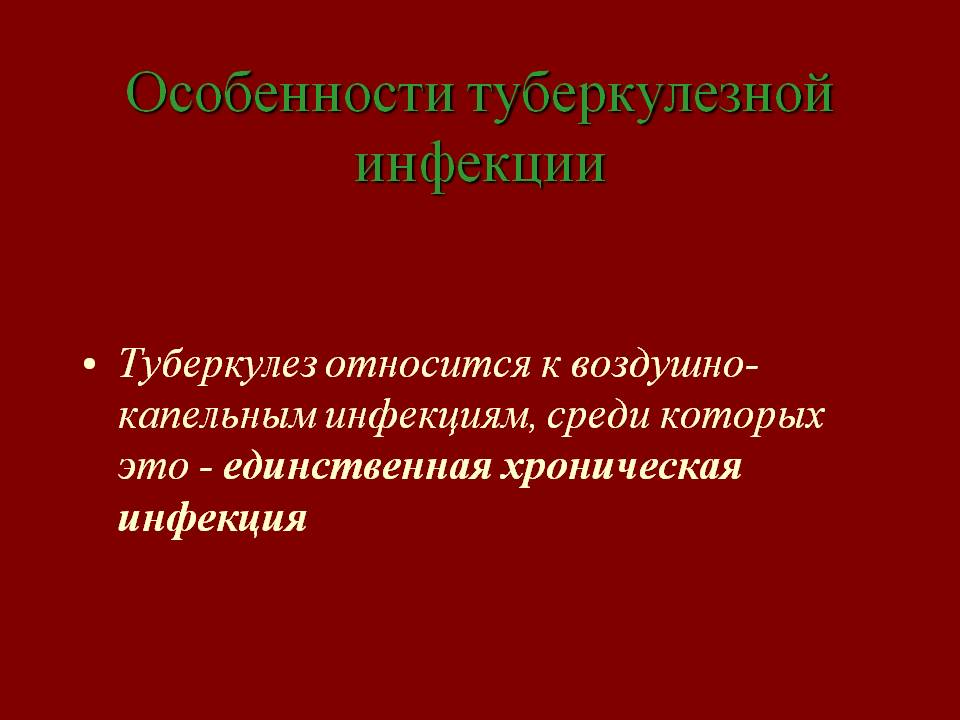 Особенности туберкулезной
инфекции
• Туберкулез относится к воздушно-
капельным инфекциям, среди которых
это - единственная хроническая
инфекция